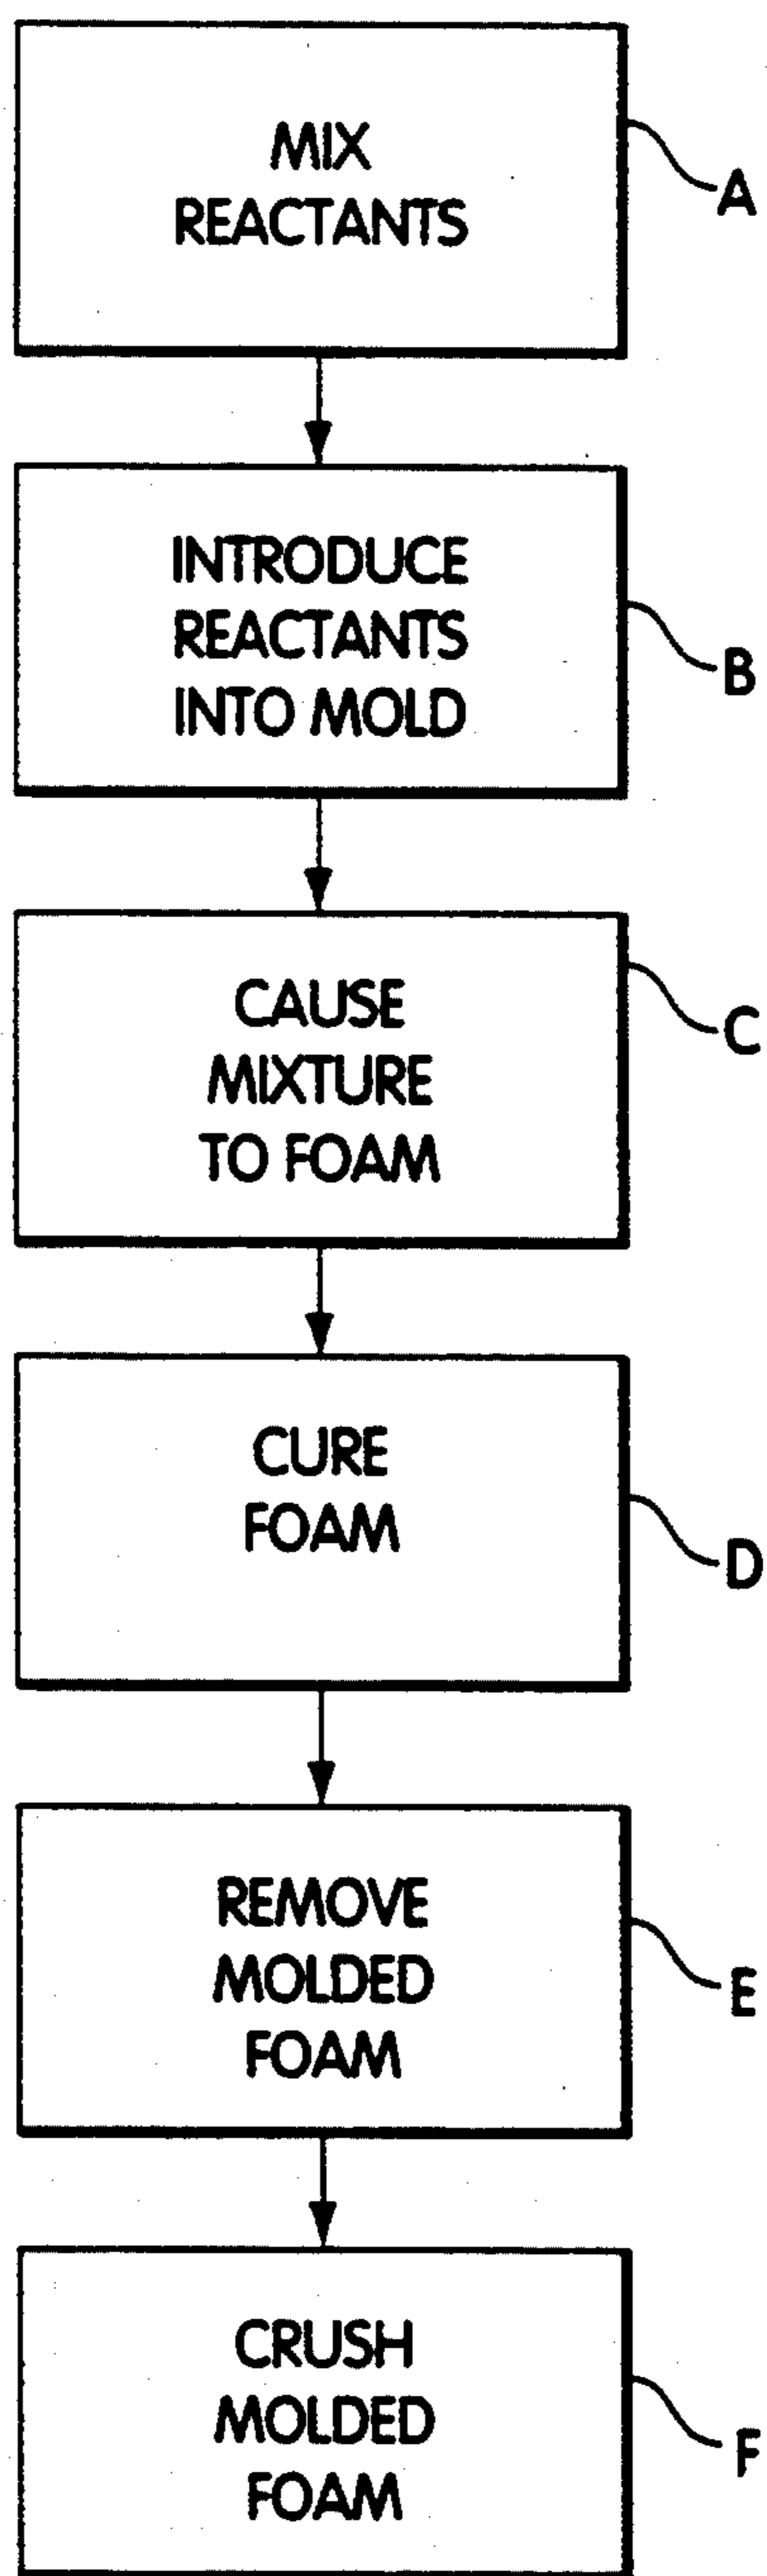 MIX
REACTANTS
A
INTRODUCE
REACTANTS
INTO MOLD
B
CAUSE
MIXTURE
TO FOAM
C
CURE
FOAM
D
REMOVE
MOLDED
FOAM
E
CRUSH
MOLDED
FOAM
F